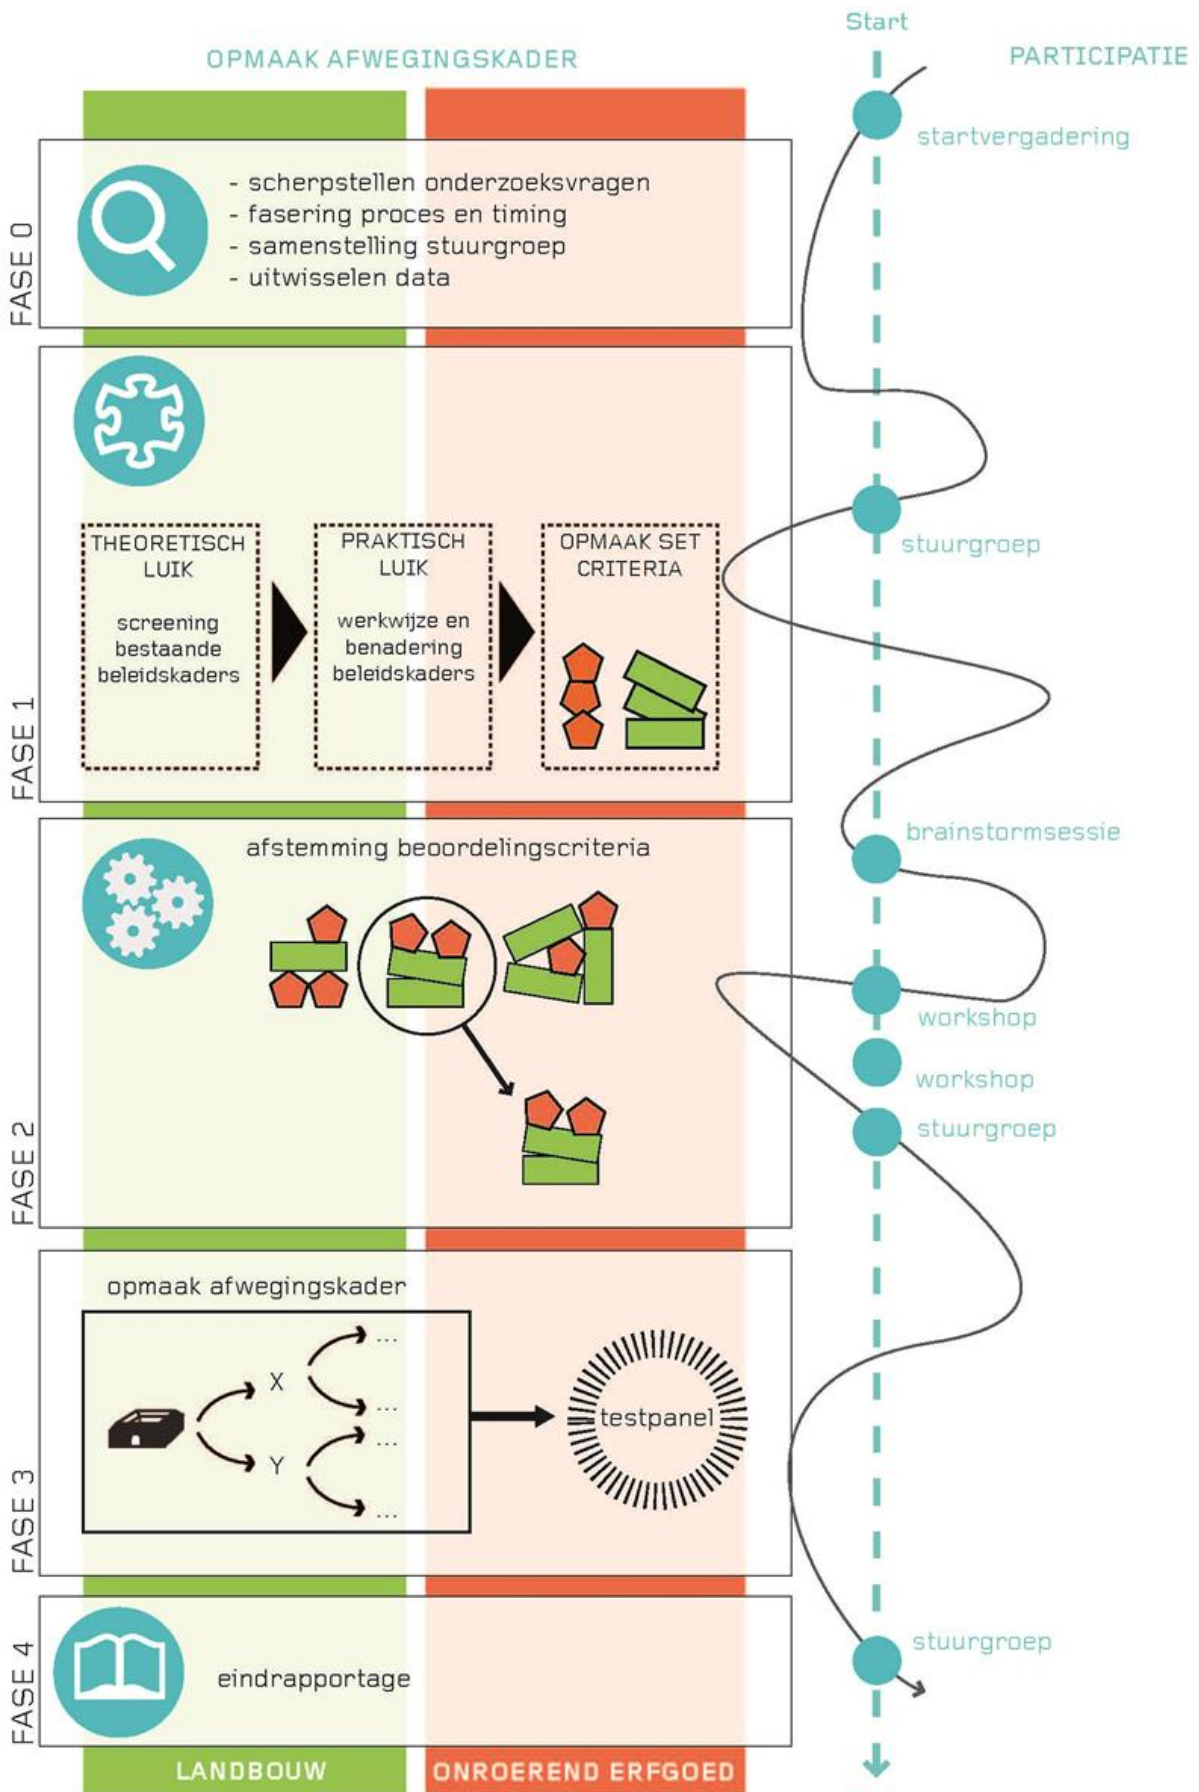 Start
OPMAAK AFWEGINGSKADER
PARTICIPATIE
startvergadering
FASE 0
- scherpstellen onderzoeksvragen
- fasering proces en timing
- samenstelling stuurgroep
- uitwisselen data
FASE 1
THEORETISCH
LUIK
screening
bestaande
beleidskaders
PRAKTISCH
LUIK
werkwijze en
benadering
beleidskaders
OPMAAK SET
CRITERIA
stuurgroep
FASE 2
afstemming beoordelingscriteria
brainstormsessie
workshop
workshop
stuurgroep
FASE 3
opmaak afwegingskader
X
Y
...
...
...
...
testpanel
FASE 4
eindrapportage
stuurgroep
LANDBOUW
ONROEREND ERFGOED